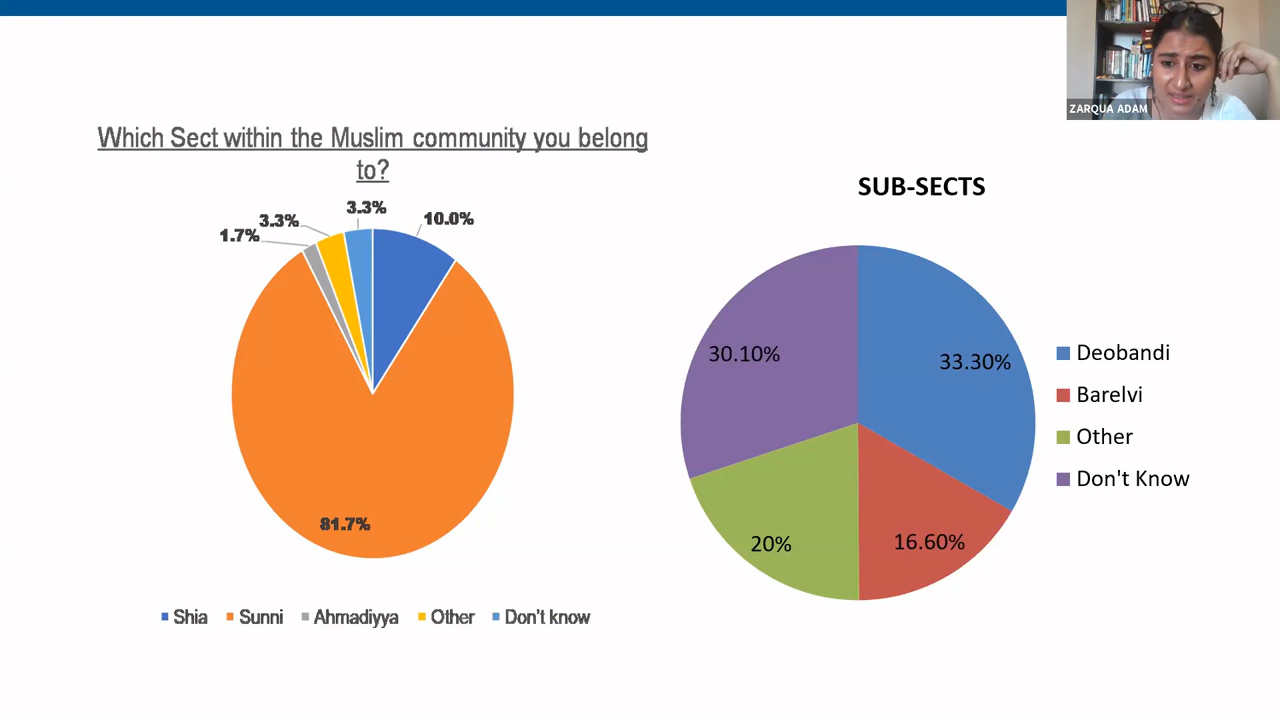 ZARQUA ADAM
Which Sect within the Muslim community you belong
to?
3.3%
3.3%
10.0%
1.7%
81.7%
Shia Sunni Ahmadiyya Other Don't know
SUB-SECTS
30.10%
33.30%
20%
16.60%
Deobandi
Barelvi
Other
Don't Know